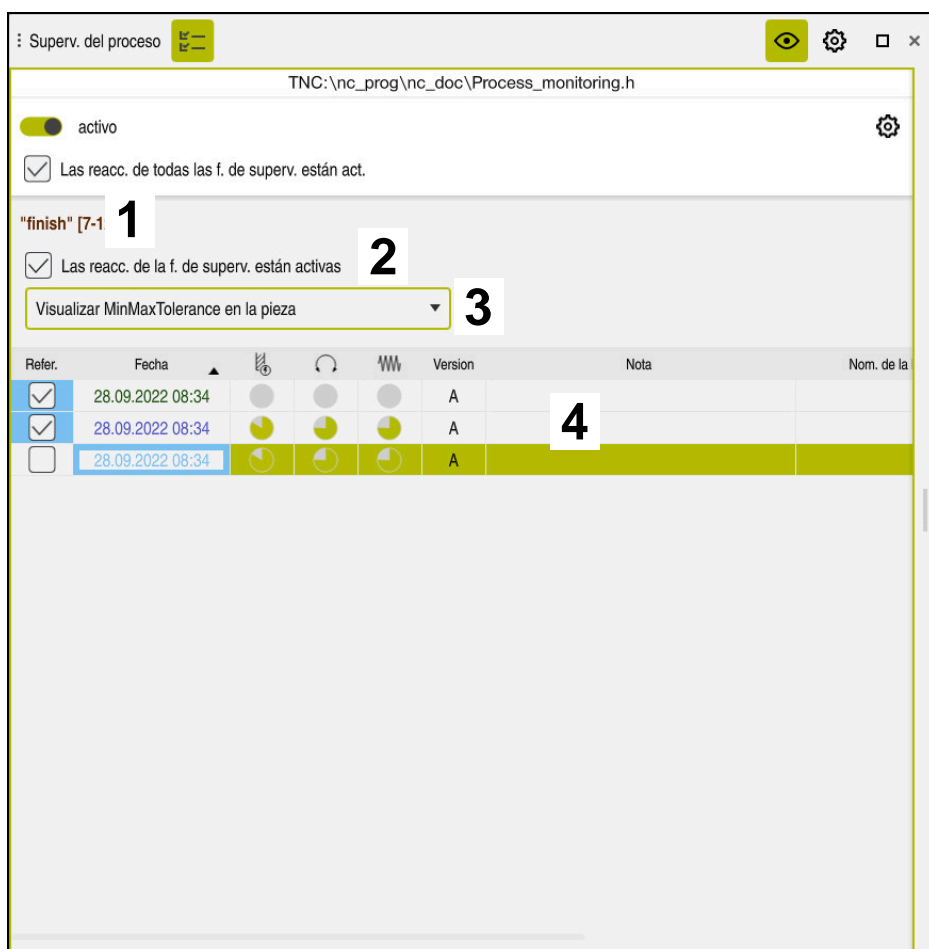 Superv. del proceso
TNC:\nc_prog\nc_doc\Process_monitoring.h
activo
Las reacc. de todas las f. de superv. están act.
"finish" [7-1 1
Las reacc. de la f. de superv. están activas 2
Visualizar MinMaxTolerance en la pieza 3
Refer. Fecha Version Nota Nom. de la
28.09.2022 08:34 A
28.09.2022 08:34 A 4
28.09.2022 08:34 A